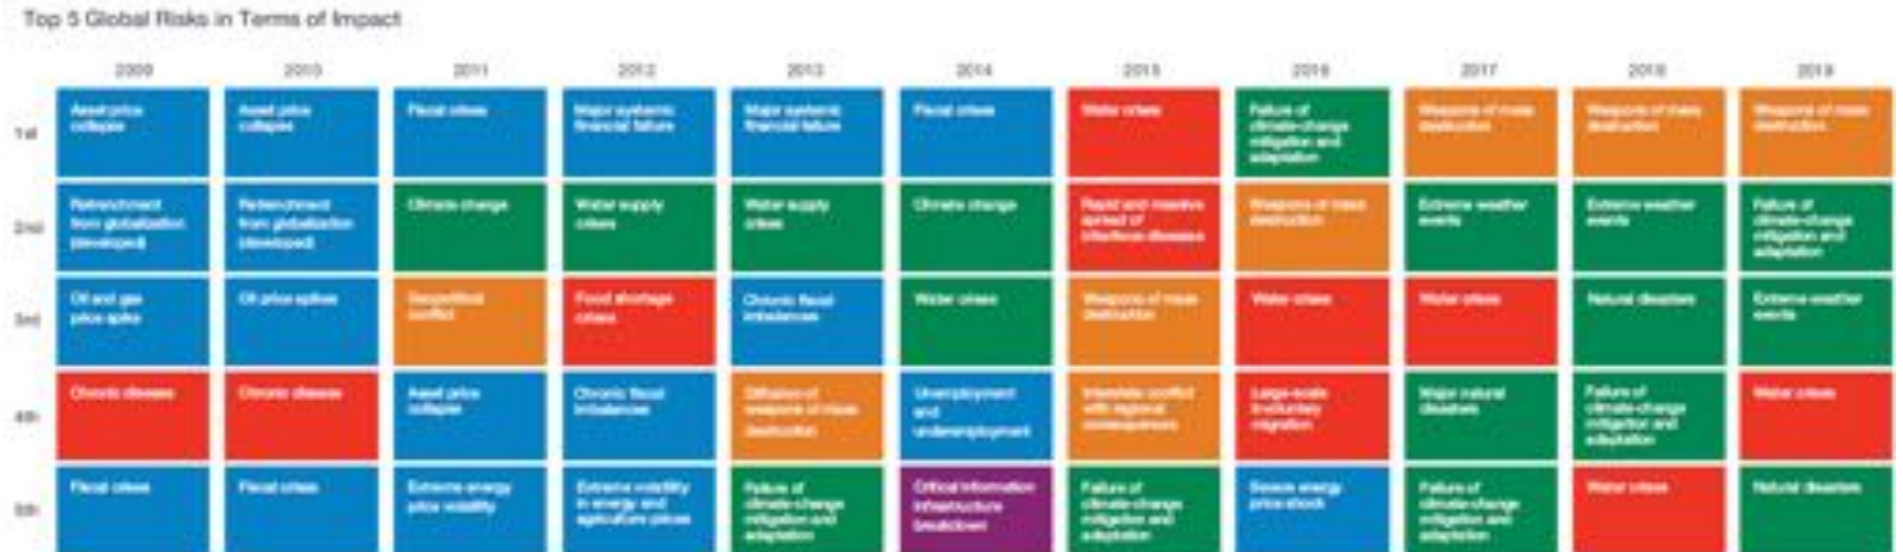 Top 5 Global Risks in Terms of Impact
2009 2010 2011 2012 2013 2014 2015 2016 2017 2018 2019
1st
Asset price
collapse
Asset price
collapse
Fiscal crises
Major systemic
financial failure
Major systemic
financial failure
Fiscal crises
Water crises
Failure of
climate-change
mitigation and
adaptation
Weapons of mass
destruction
Weapons of mass
destruction
Weapons of mass
destruction
2nd
Retrenchment
from globalization
(developed)
Retrenchment
from globalization
(developed)
Climate change
Water supply
crises
Water supply
crises
Climate change
Rapid and massive
spread of
infectious diseases
Weapons of mass
destruction
Extreme weather
events
Extreme weather
events
Failure of
climate-change
mitigation and
adaptation
3rd
Oil and gas
price spike
Oil price spikes
Geopolitical
conflict
Food shortage
crises
Chronic fiscal
imbalances
Water crises
Weapons of mass
destruction
Water crises
Water crises
Natural disasters
Extreme weather
events
4th
Chronic disease
Chronic disease
Asset price
collapse
Chronic fiscal
imbalances
Diffusion of
weapons of mass
destruction
Unemployment
and
underemployment
Interstate conflict
with regional
consequences
Large-scale
involuntary
migration
Major natural
disasters
Failure of
climate-change
mitigation and
adaptation
Water crises
5th
Fiscal crises
Fiscal crises
Extreme energy
price volatility
Extreme volatility
in energy and
agriculture prices
Failure of
climate-change
mitigation and
adaptation
Critical information
infrastructure
breakdown
Failure of
climate-change
mitigation and
adaptation
Severe energy
price shock
Failure of
climate-change
mitigation and
adaptation
Water crises
Natural disasters